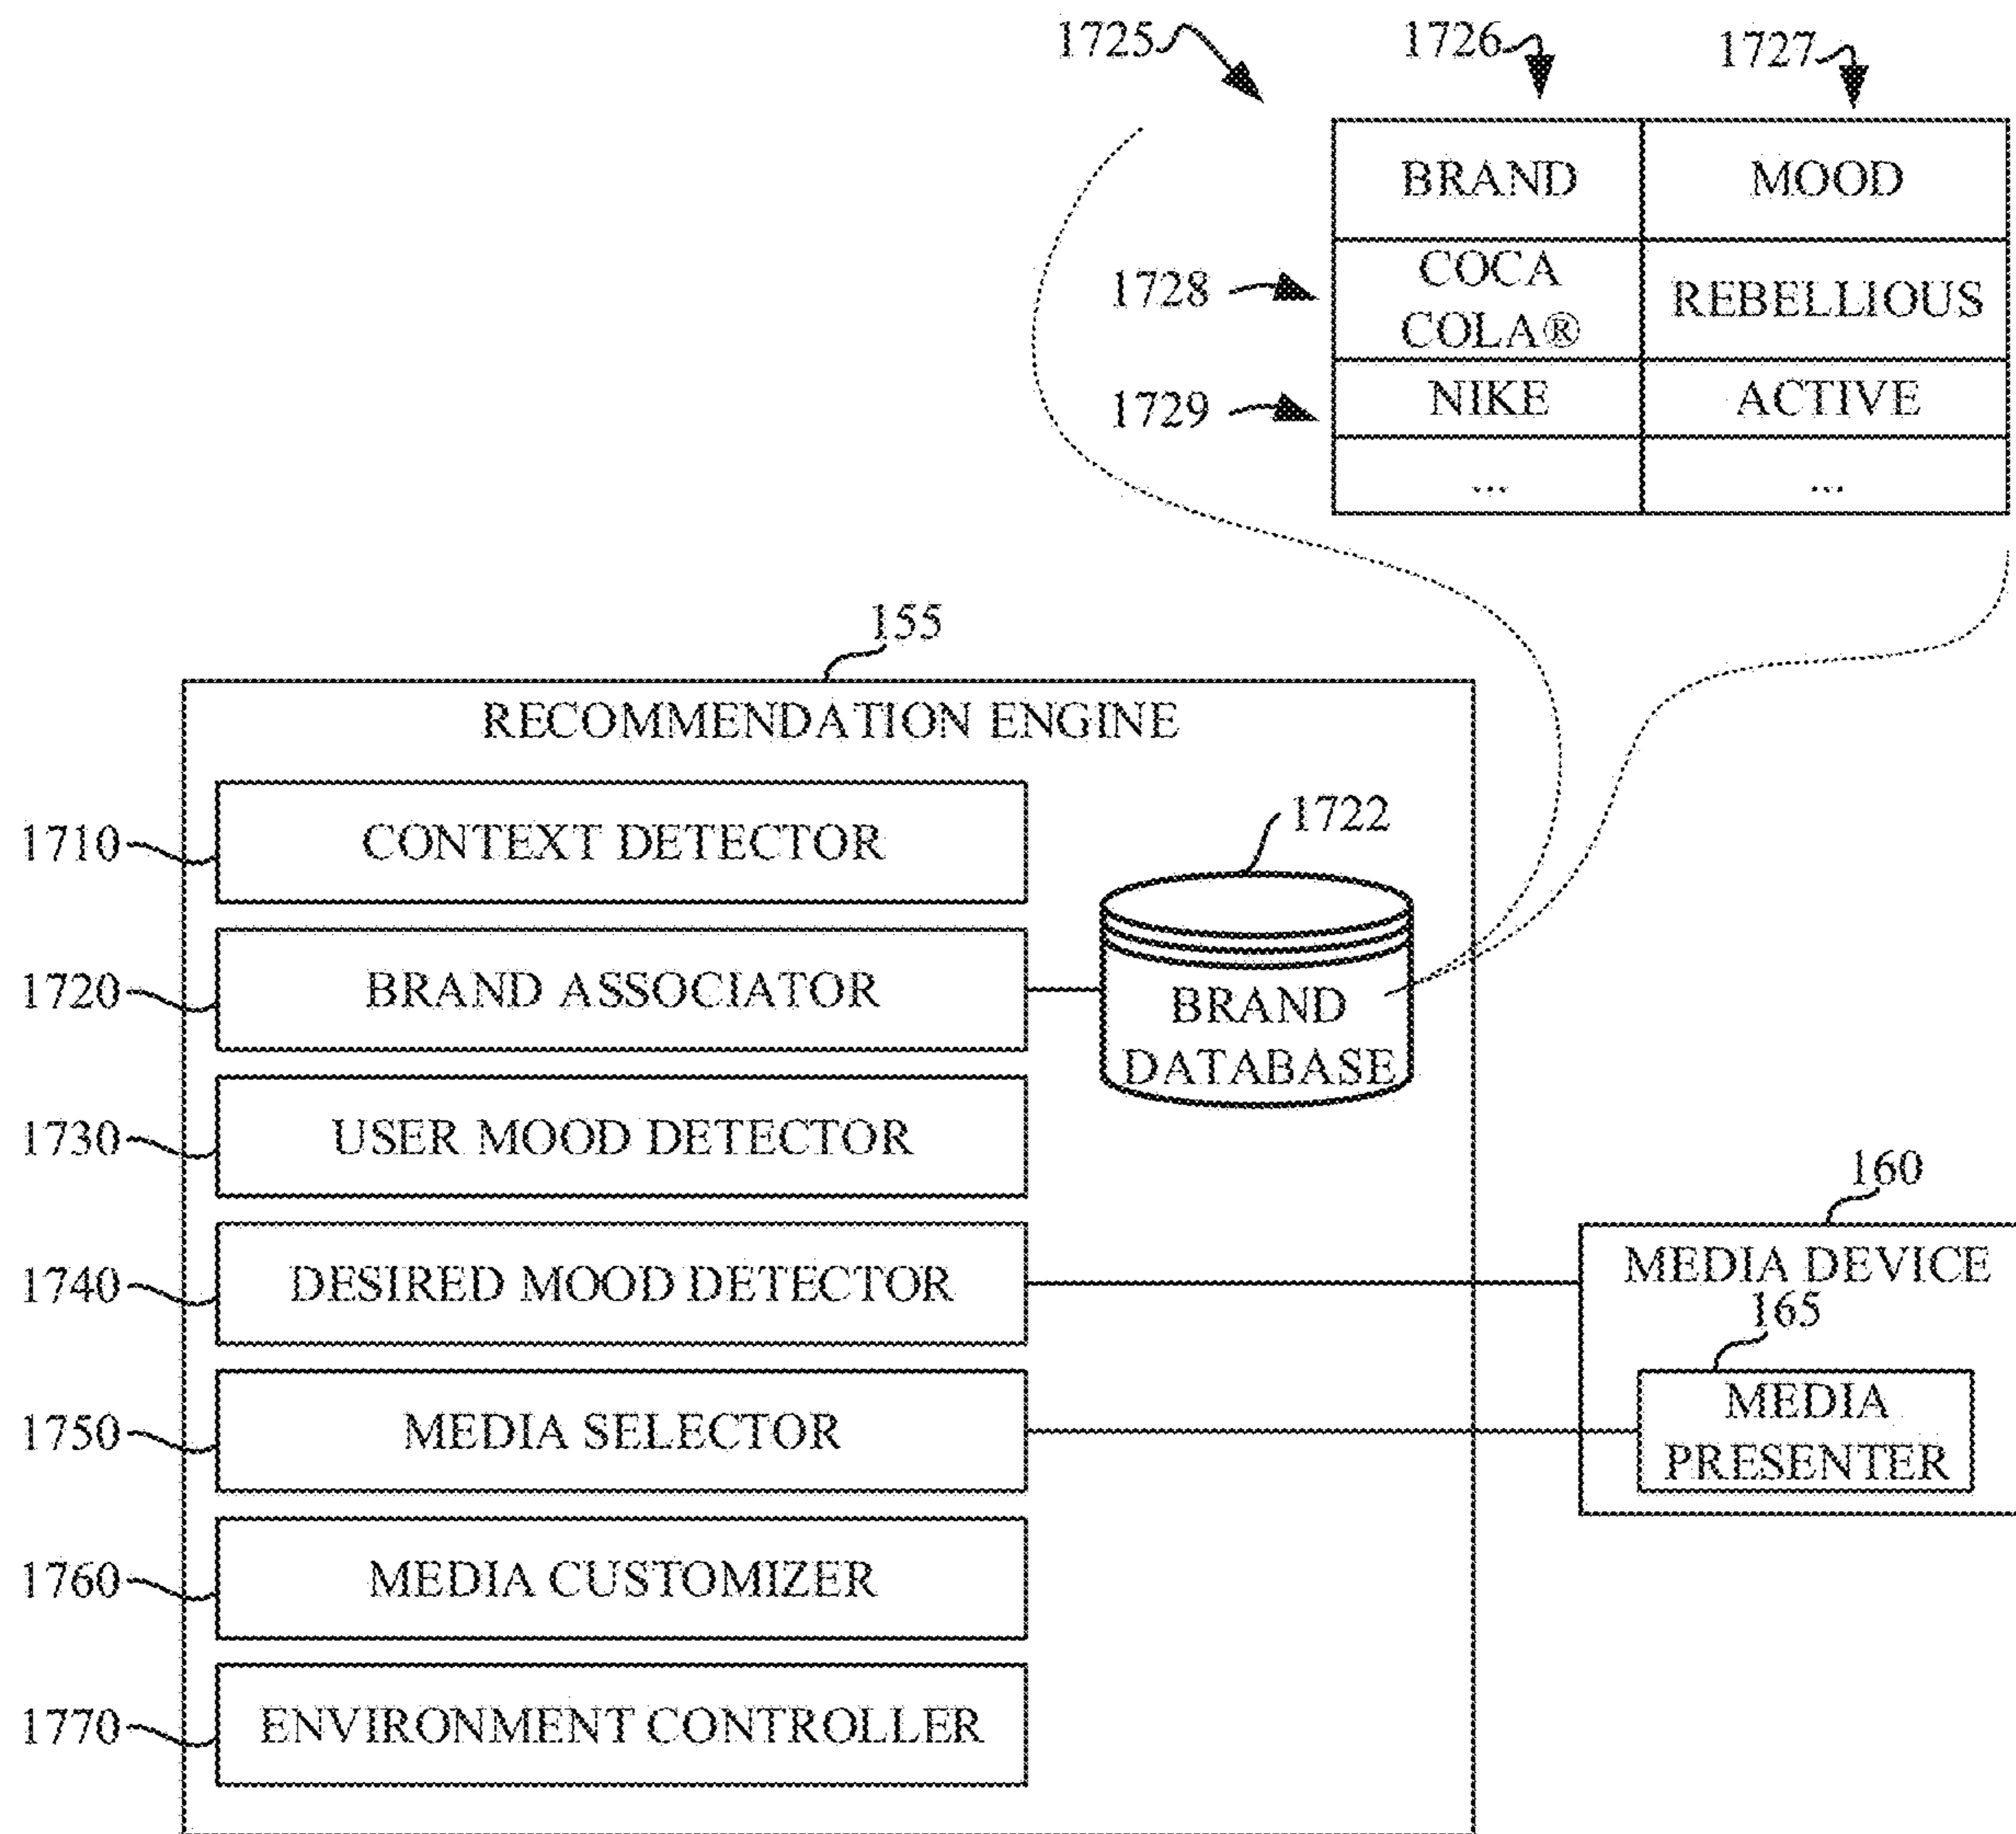 1725
1726
1727
BRAND
MOOD
1728
COCA
COLA®
REBELLIOUS
1729
NIKE
ACTIVE
...
...
155
RECOMMENDATION ENGINE
1710
CONTEXT DETECTOR
1722
1720
BRAND ASSOCIATOR
BRAND
DATABASE
1730
USER MOOD DETECTOR
160
1740
DESIRED MOOD DETECTOR
MEDIA DEVICE
165
1750
MEDIA SELECTOR
MEDIA
PRESENTER
1760
MEDIA CUSTOMIZER
1770
ENVIRONMENT CONTROLLER